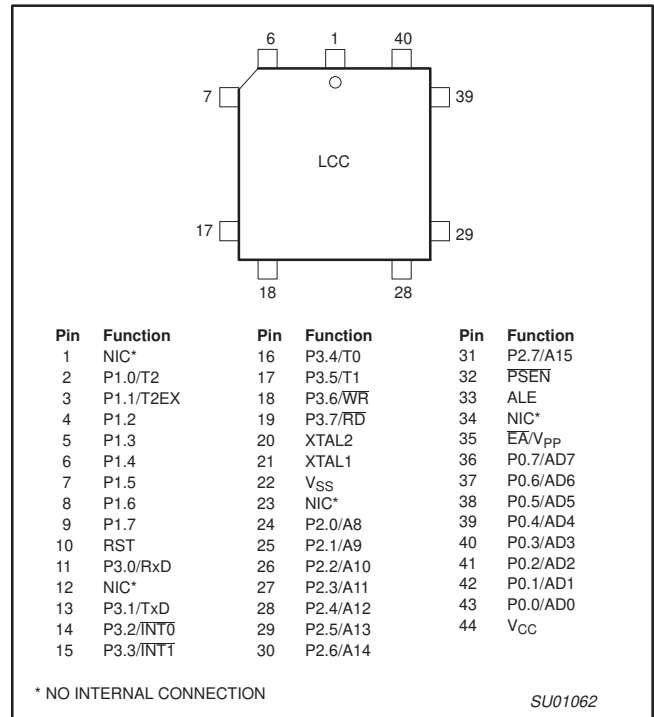 6 1 40
7 39
LCC
17 29
18 28
Pin Function Pin Function Pin Function
1 NIC* 16 P3.4/T0 31 P2.7/A15
2 P1.0/T2 17 P3.5/T1 32 P̅S̅E̅N̅
3 P1.1/T2EX 18 P3.6/W̅R̅ 33 ALE
4 P1.2 19 P3.7/R̅D̅ 34 NIC*
5 P1.3 20 XTAL2 35 E̅A̅/VPP
6 P1.4 21 XTAL1 36 P0.7/AD7
7 P1.5 22 VSS 37 P0.6/AD6
8 P1.6 23 NIC* 38 P0.5/AD5
9 P1.7 24 P2.0/A8 39 P0.4/AD4
10 RST 25 P2.1/A9 40 P0.3/AD3
11 P3.0/RxD 26 P2.2/A10 41 P0.2/AD2
12 NIC* 27 P2.3/A11 42 P0.1/AD1
13 P3.1/TxD 28 P2.4/A12 43 P0.0/AD0
14 P3.2/I̅N̅T̅0̅ 29 P2.5/A13 44 VCC
15 P3.3/I̅N̅T̅1̅ 30 P2.6/A14
* NO INTERNAL CONNECTION
SU01062